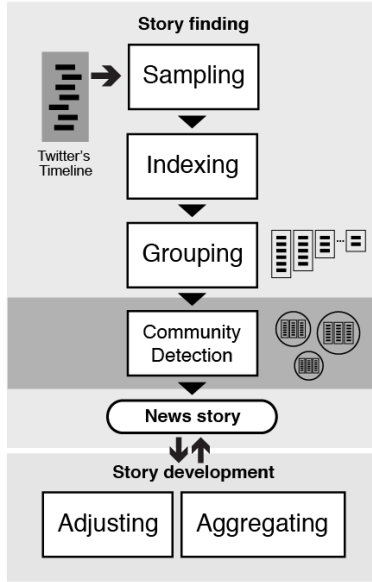 Story finding
Sampling
Twitter's
Timeline
Indexing
Grouping
...
Community
Detection
News story
Story development
Adjusting
Aggregating